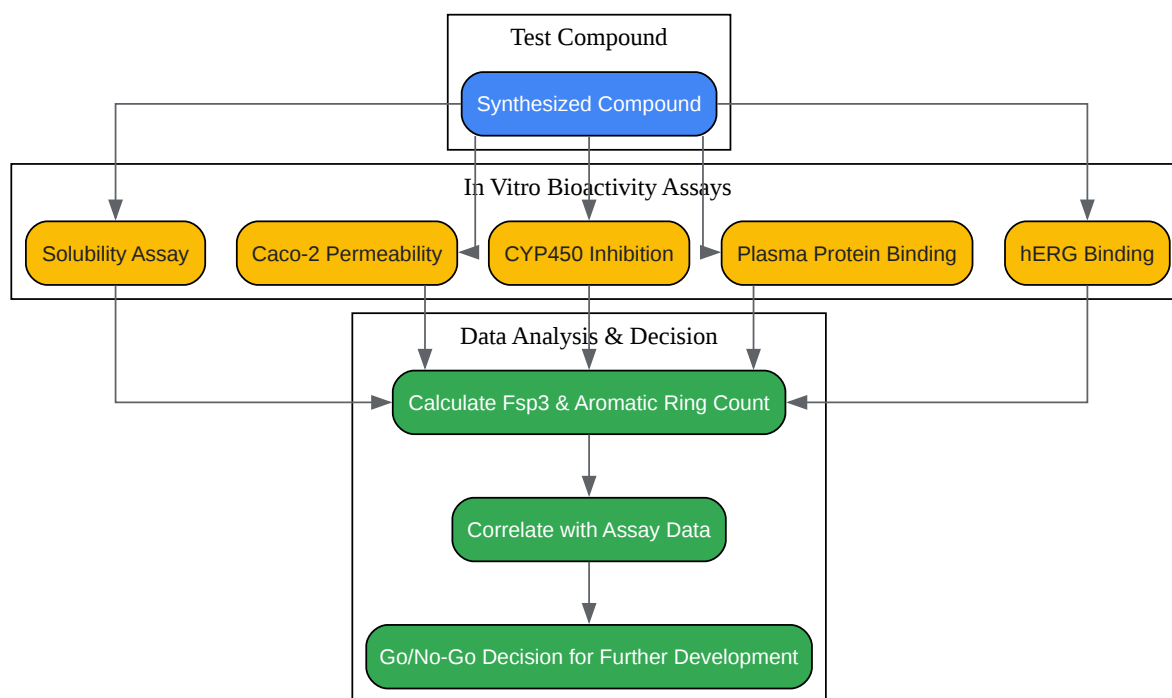 Test Compound
Synthesized Compound
In Vitro Bioactivity Assays
Solubility Assay
Caco-2 Permeability
CYP450 Inhibition
Plasma Protein Binding
hERG Binding
Data Analysis & Decision
Calculate Fsp3 & Aromatic Ring Count
Correlate with Assay Data
Go/No-Go Decision for Further Development